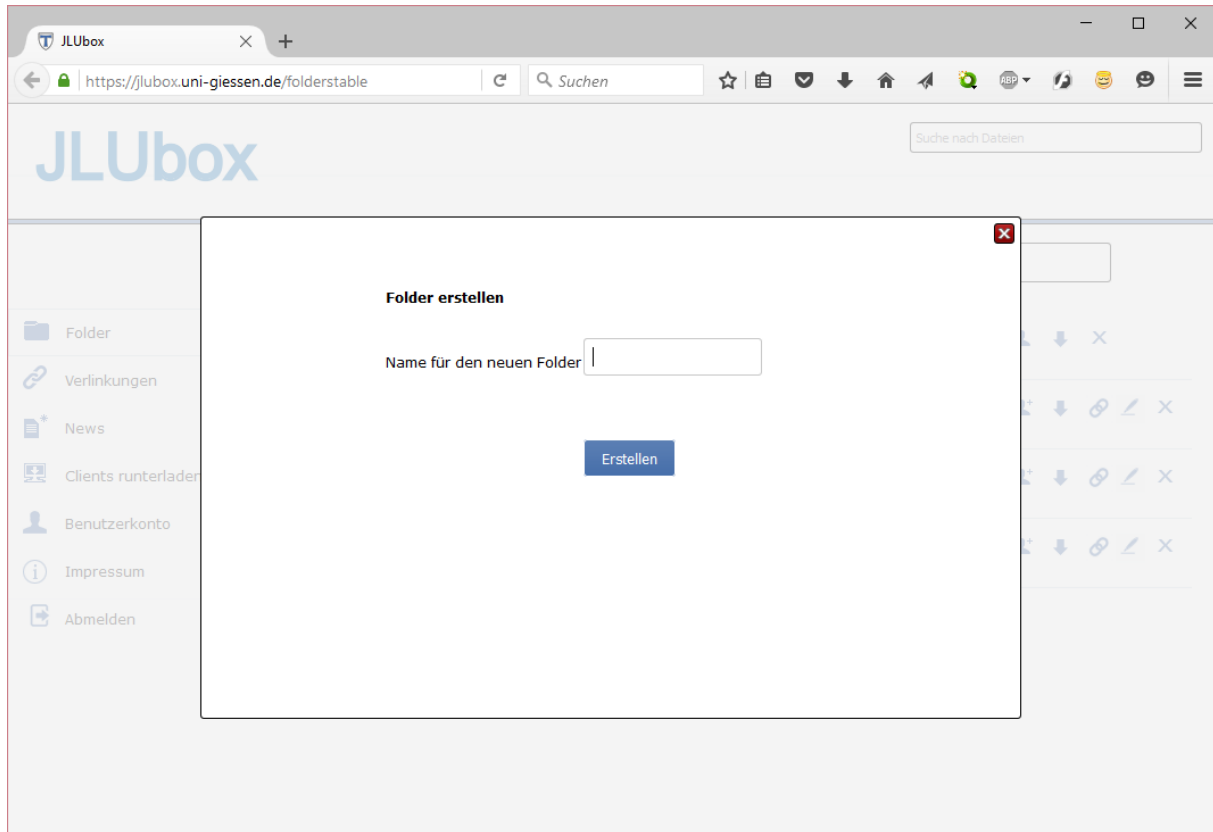 JLUbox
https://jlubox.uni-giessen.de/folderstable
Suchen
ABP
JLUbox
Suche nach Dateien
Folder erstellen
Name für den neuen Folder
Erstellen
Folder
Verlinkungen
News
Clients runterladen
Benutzerkonto
Impressum
Abmelden